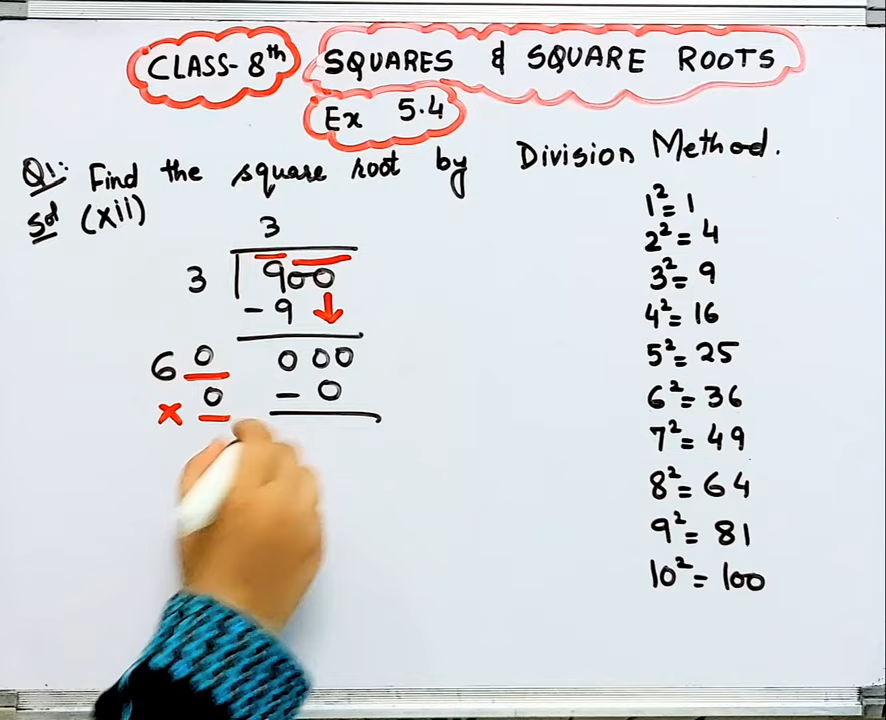 CLASS-8th SQUARES & SQUARE ROOTS
Ex 5.4
Q1: Find the square root by Division Method.
Sol (xii)
3
3 900
- 9 ↓
60 000
× 0 - 0
1²=1
2²=4
3²=9
4²=16
5²=25
6²=36
7²=49
8²=64
9²=81
10²=100